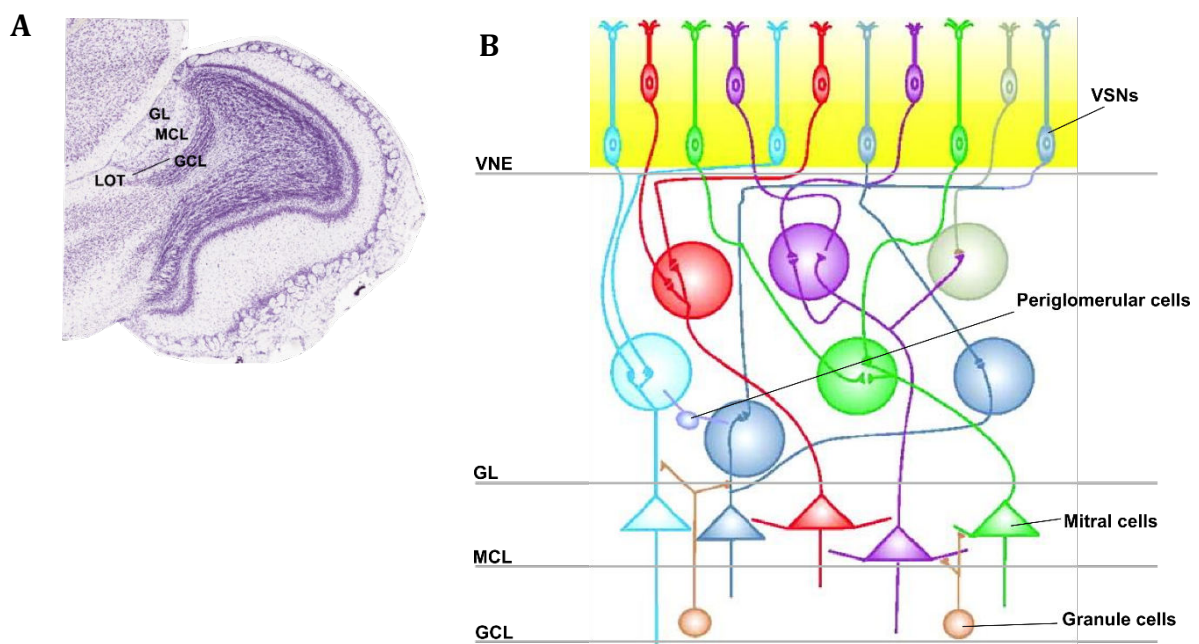 A
GL
MCL
GCL
LOT
B
VSNs
VNE
Periglomerular cells
GL
Mitral cells
MCL
Granule cells
GCL